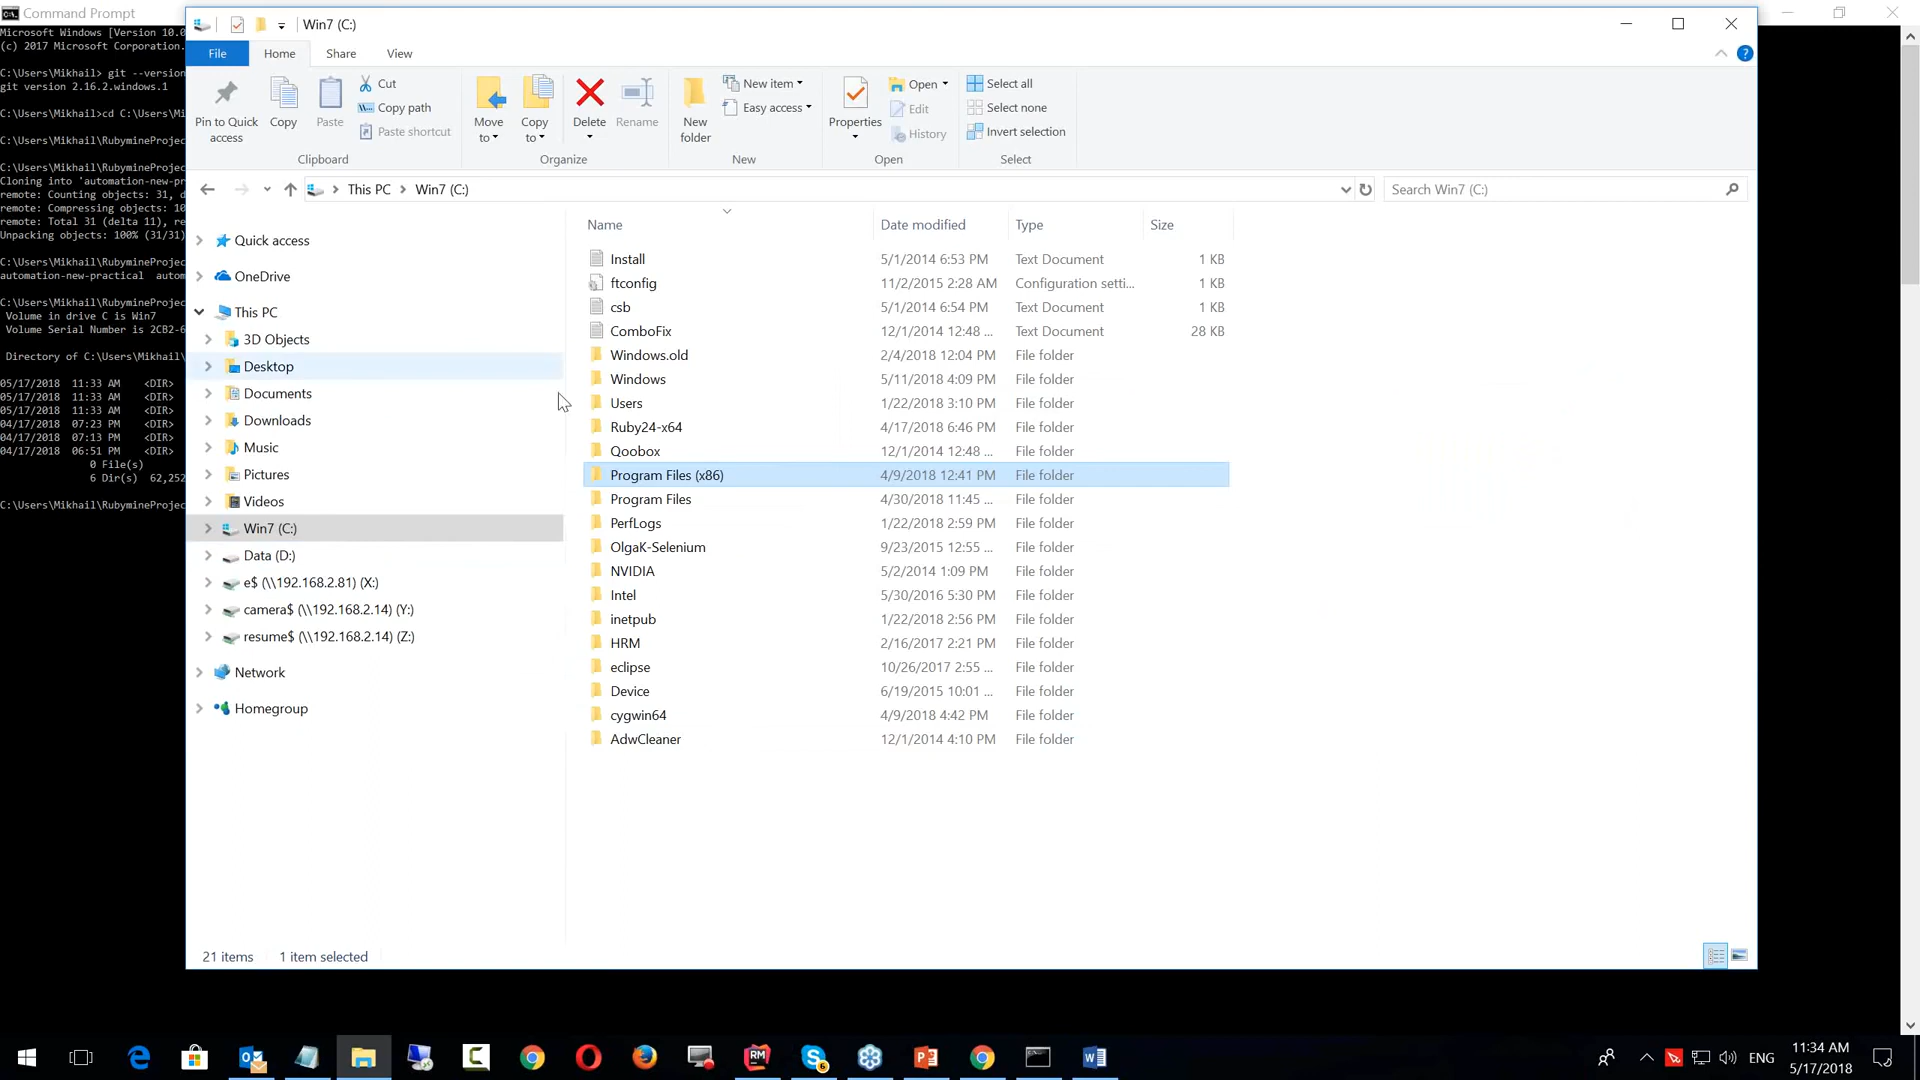 Command Prompt
Microsoft Windows [Version 10.0
(c) 2017 Microsoft Corporation.
C:\Users\Mikhail> git --version
git version 2.16.2.windows.1
C:\Users\Mikhail>cd C:\Users\Mi
C:\Users\Mikhail\RubymineProjec
C:\Users\Mikhail\RubymineProjec
Cloning into 'automation-new-pr
remote: Counting objects: 31, d
remote: Compressing objects: 10
remote: Total 31 (delta 11), re
Unpacking objects: 100% (31/31)
C:\Users\Mikhail\RubymineProjec
automation-new-practical autom
C:\Users\Mikhail\RubymineProjec
Volume in drive C is Win7
Volume Serial Number is 2CB2-6
Directory of C:\Users\Mikhail\
05/17/2018 11:33 AM <DIR>
05/17/2018 11:33 AM <DIR>
05/17/2018 11:33 AM <DIR>
04/17/2018 07:23 PM <DIR>
04/17/2018 07:13 PM <DIR>
04/17/2018 06:51 PM <DIR>
0 File(s)
6 Dir(s) 62,252
C:\Users\Mikhail\RubymineProjec
Win7 (C:)
File Home Share View
Pin to Quick access
Copy
Paste
Cut
Copy path
Paste shortcut
Clipboard
Move to
Copy to
Delete
Rename
Organize
New folder
New item
Easy access
New
Properties
Open
Edit
History
Open
Select all
Select none
Invert selection
Select
This PC > Win7 (C:)
Search Win7 (C:)
Quick access
OneDrive
This PC
3D Objects
Desktop
Documents
Downloads
Music
Pictures
Videos
Win7 (C:)
Data (D:)
e$ (\\192.168.2.81) (X:)
camera$ (\\192.168.2.14) (Y:)
resume$ (\\192.168.2.14) (Z:)
Network
Homegroup
Name Date modified Type Size
Install 5/1/2014 6:53 PM Text Document 1 KB
ftconfig 11/2/2015 2:28 AM Configuration setti... 1 KB
csb 5/1/2014 6:54 PM Text Document 1 KB
ComboFix 12/1/2014 12:48 ... Text Document 28 KB
Windows.old 2/4/2018 12:04 PM File folder
Windows 5/11/2018 4:09 PM File folder
Users 1/22/2018 3:10 PM File folder
Ruby24-x64 4/17/2018 6:46 PM File folder
Qoobox 12/1/2014 12:48 ... File folder
Program Files (x86) 4/9/2018 12:41 PM File folder
Program Files 4/30/2018 11:45 ... File folder
PerfLogs 1/22/2018 2:59 PM File folder
OlgaK-Selenium 9/23/2015 12:55 ... File folder
NVIDIA 5/2/2014 1:09 PM File folder
Intel 5/30/2016 5:30 PM File folder
inetpub 1/22/2018 2:56 PM File folder
HRM 2/16/2017 2:21 PM File folder
eclipse 10/26/2017 2:55 ... File folder
Device 6/19/2015 10:01 ... File folder
cygwin64 4/9/2018 4:42 PM File folder
AdwCleaner 12/1/2014 4:10 PM File folder
21 items 1 item selected
ENG
11:34 AM
5/17/2018